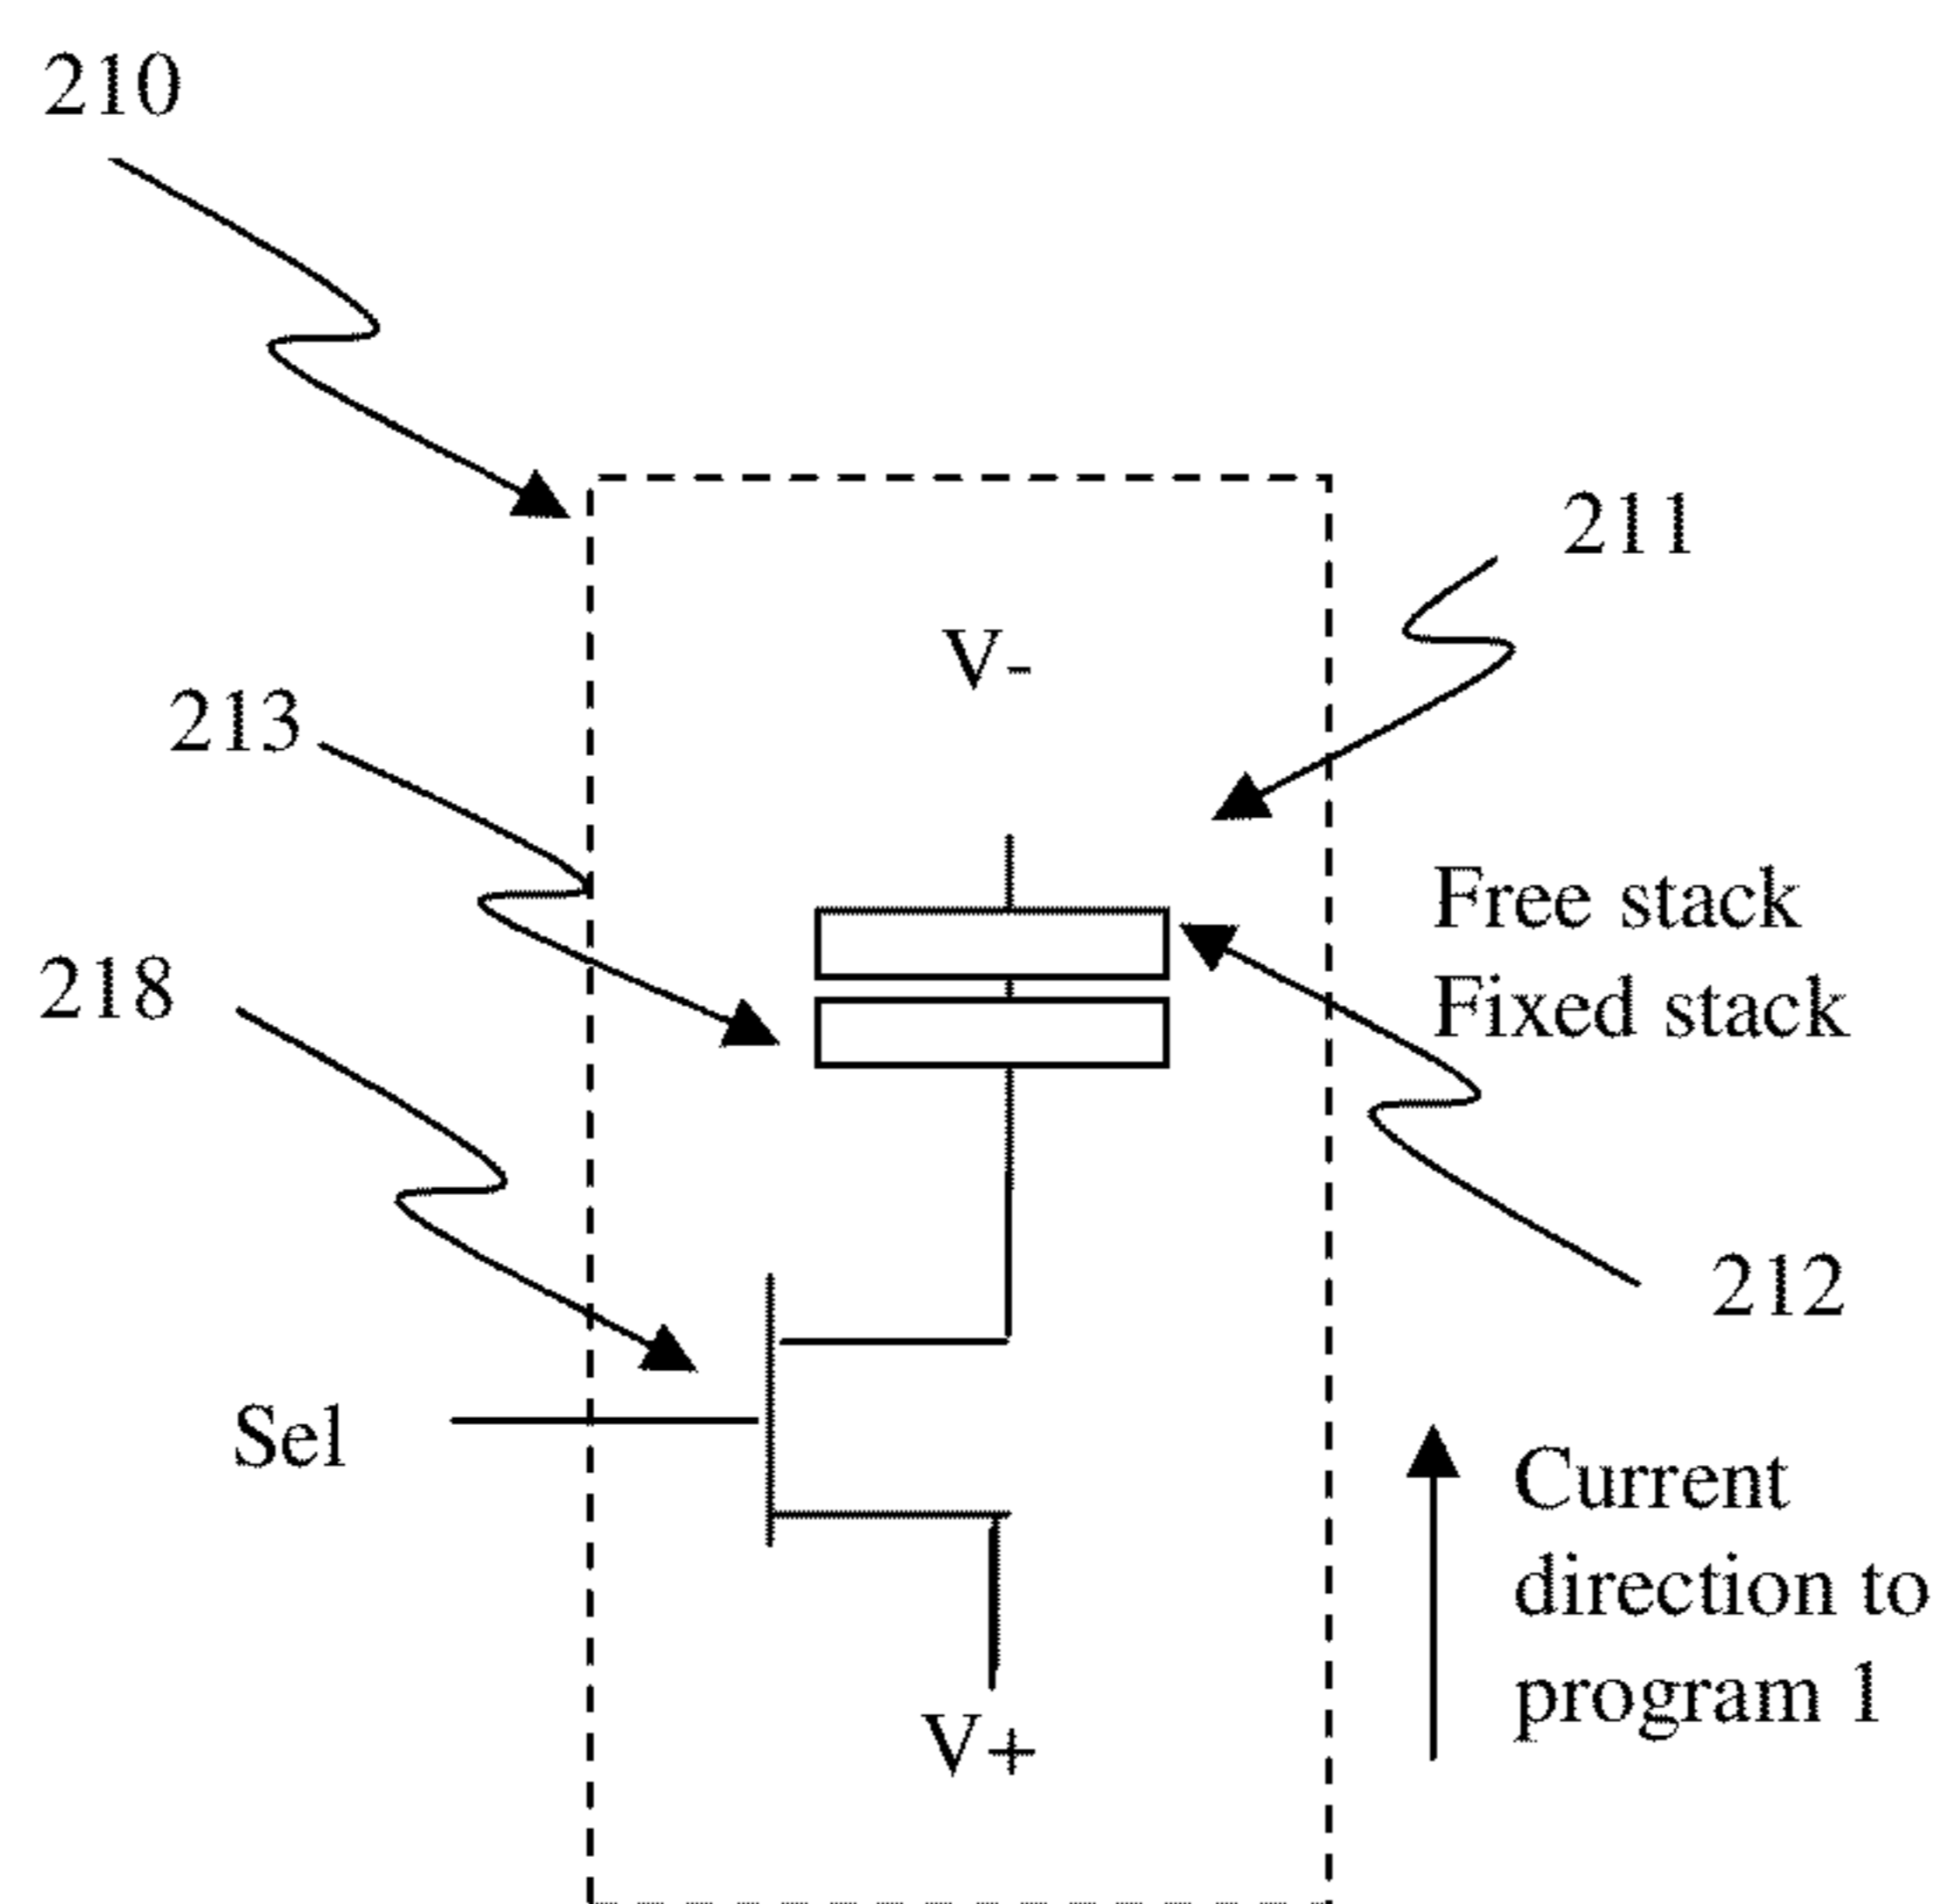 210
211
V-
213
Free stack
218
Fixed stack
212
Sel
Current
direction to
program 1
V+